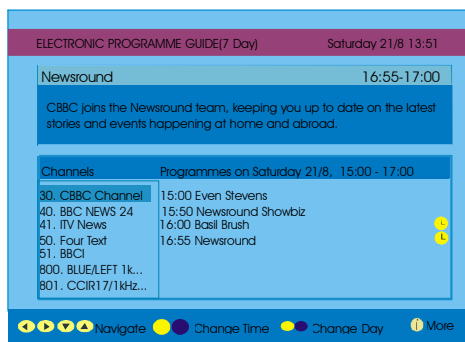 ELECTRONIC PROGRAMME GUIDE(7 Day) Saturday 21/8 13:51
Newsround 16:55-17:00
CBBC joins the Newsround team, keeping you up to date on the latest
stories and events happening at home and abroad.
Channels Programmes on Saturday 21/8, 15:00 - 17:00
30. CBBC Channel 15:00 Even Stevens
40. BBC NEWS 24 15:50 Newsround Showbiz
41. ITV News 16:00 Basil Brush
50. Four Text 16:55 Newsround
51. BBCI
800. BLUE/LEFT 1k...
801. CCIR17/1kHz...
Navigate Change Time Change Day i More